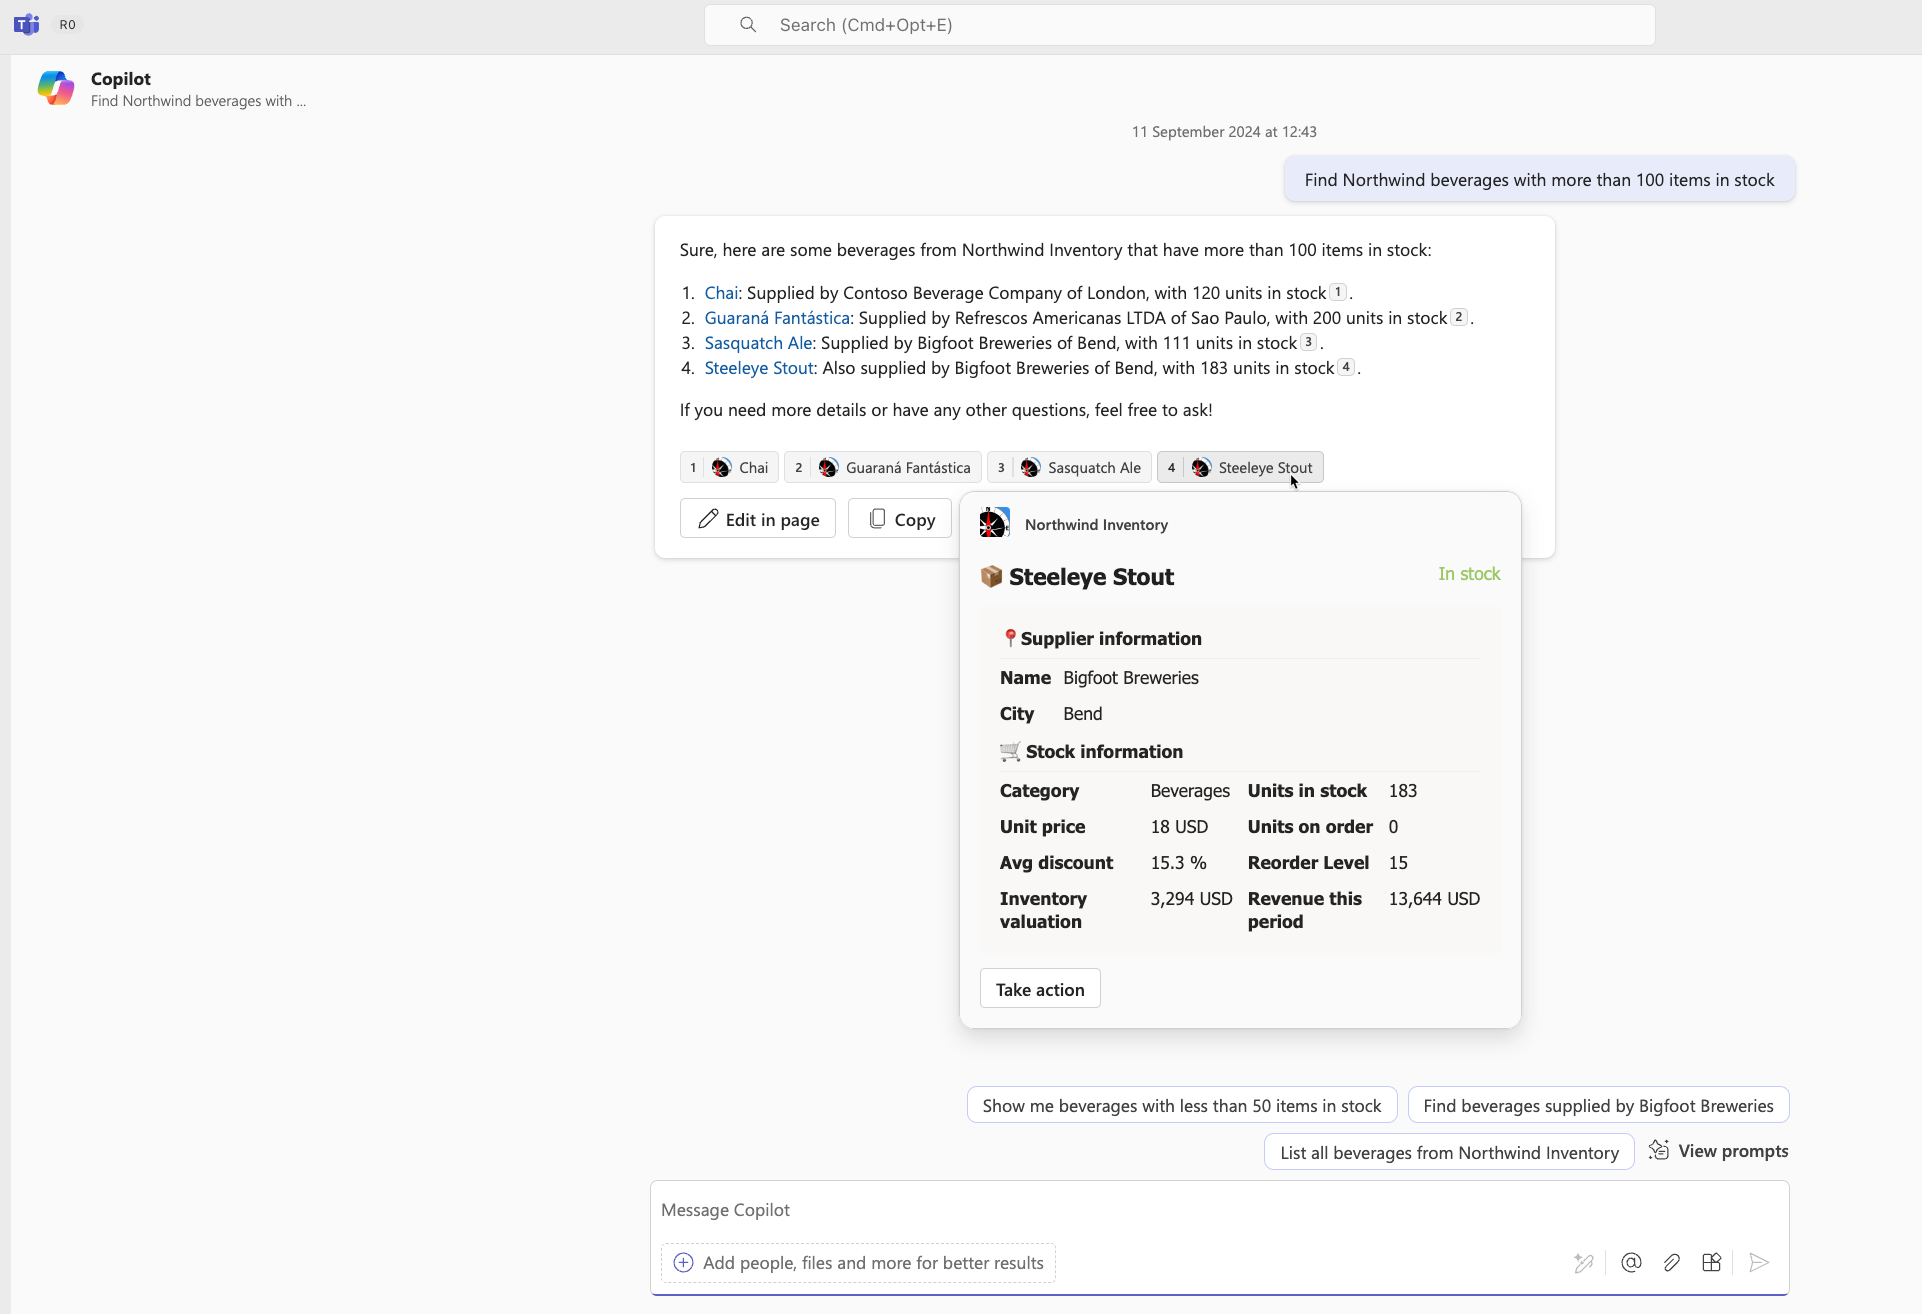 R0
Search (Cmd+Opt+E)
Copilot
Find Northwind beverages with ...
11 September 2024 at 12:43
Find Northwind beverages with more than 100 items in stock
Sure, here are some beverages from Northwind Inventory that have more than 100 items in stock:
1. Chai: Supplied by Contoso Beverage Company of London, with 120 units in stock 1 .
2. Guaraná Fantástica: Supplied by Refrescos Americanas LTDA of Sao Paulo, with 200 units in stock 2 .
3. Sasquatch Ale: Supplied by Bigfoot Breweries of Bend, with 111 units in stock 3 .
4. Steeleye Stout: Also supplied by Bigfoot Breweries of Bend, with 183 units in stock 4 .
If you need more details or have any other questions, feel free to ask!
1 Chai 2 Guaraná Fantástica 3 Sasquatch Ale 4 Steeleye Stout
Edit in page Copy
Northwind Inventory
Steeleye Stout In stock
Supplier information
Name Bigfoot Breweries
City Bend
Stock information
Category Beverages Units in stock 183
Unit price 18 USD Units on order 0
Avg discount 15.3 % Reorder Level 15
Inventory 3,294 USD Revenue this 13,644 USD
valuation period
Take action
Show me beverages with less than 50 items in stock Find beverages supplied by Bigfoot Breweries
List all beverages from Northwind Inventory View prompts
Message Copilot
Add people, files and more for better results